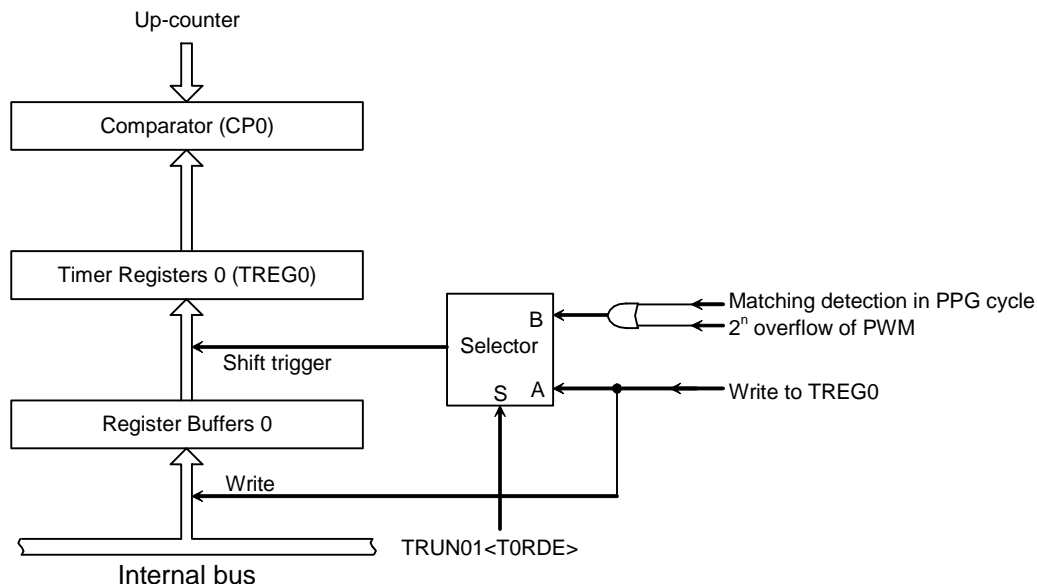 Up-counter
Comparator (CP0)
Timer Registers 0 (TREG0)
Matching detection in PPG cycle
B
2ⁿ overflow of PWM
Selector
Shift trigger
S A
Write to TREG0
Register Buffers 0
Write
TRUN01<T0RDE>
Internal bus